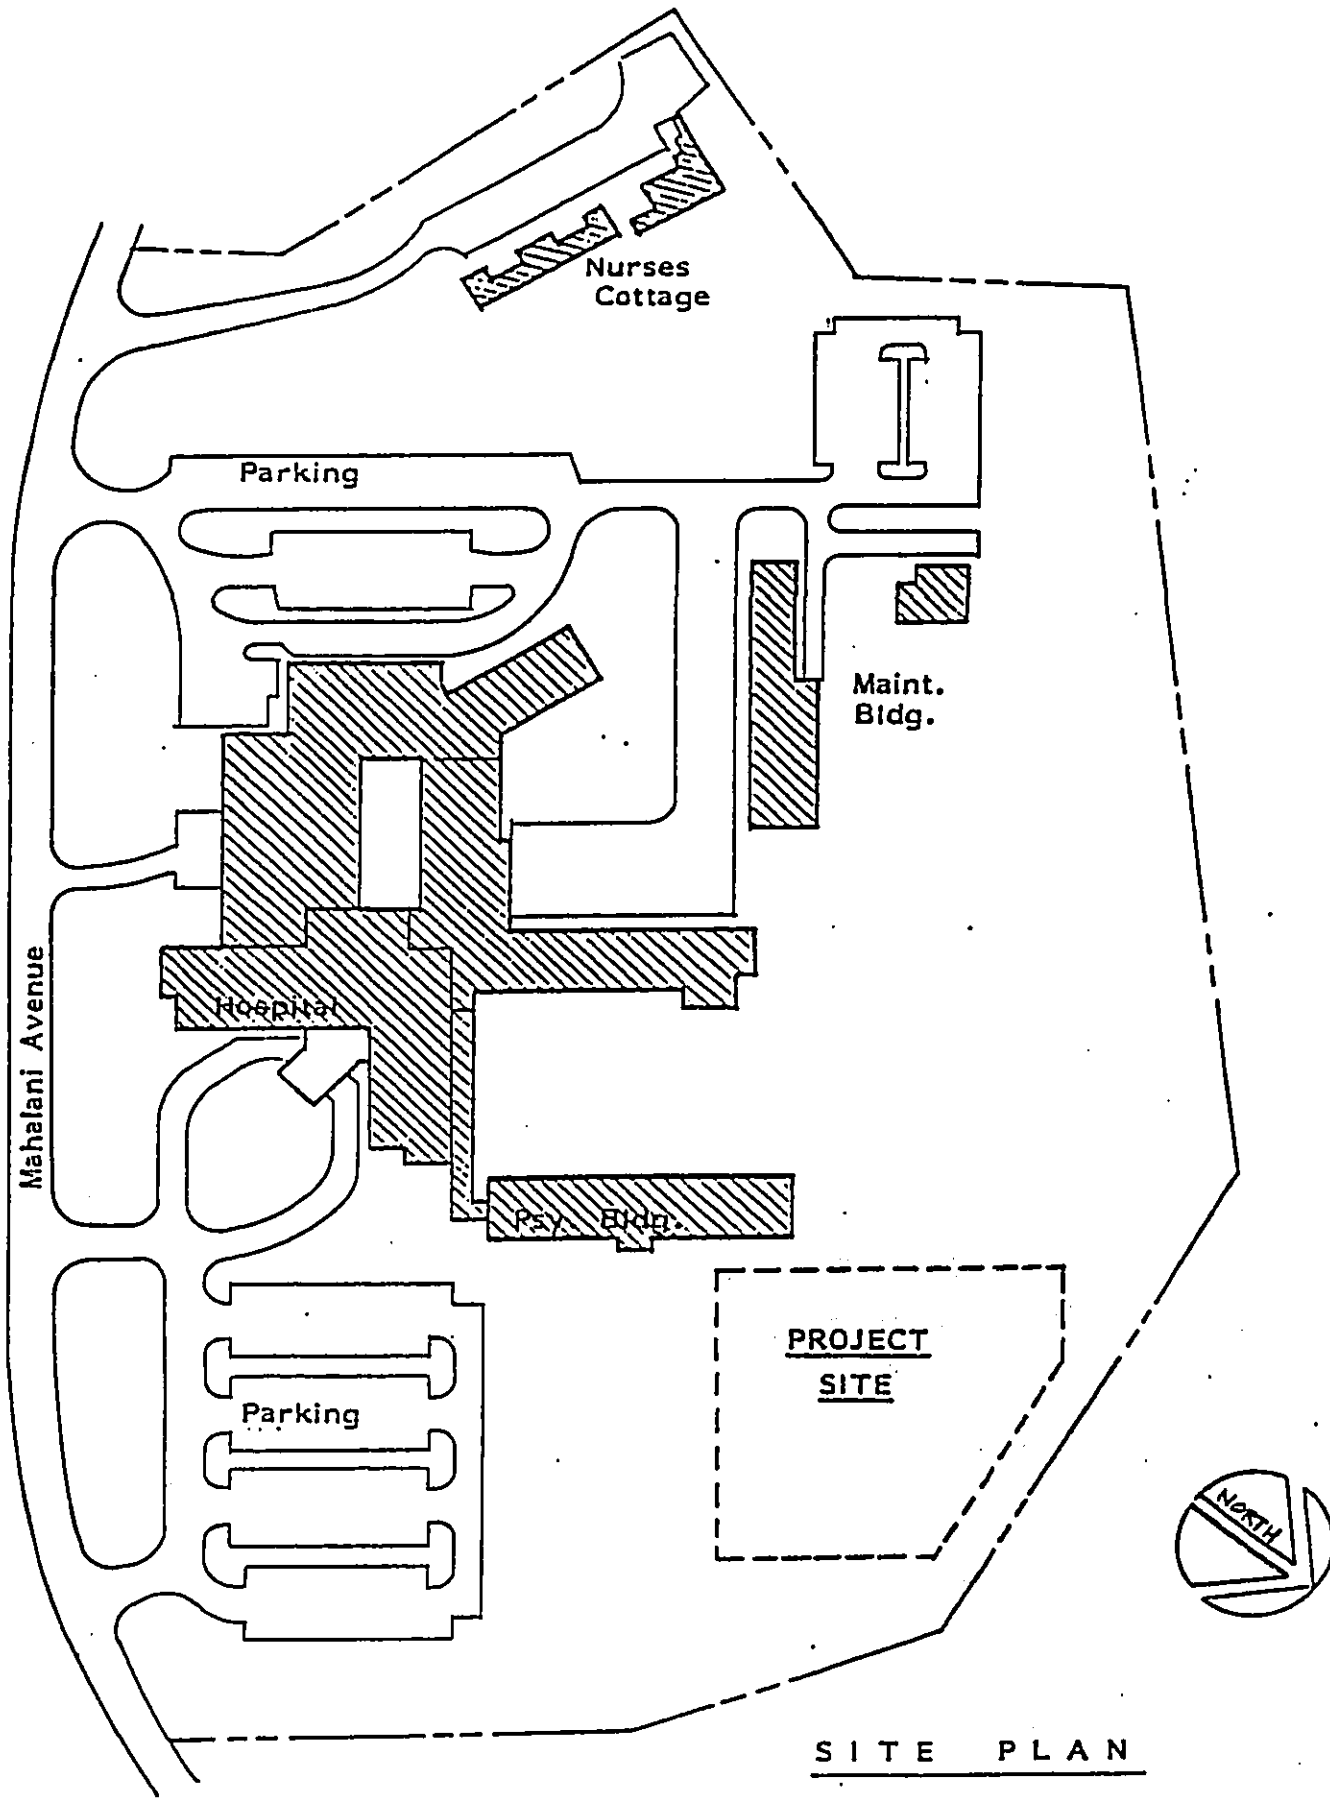 Nurses
Cottage
Parking
Maint.
Bldg.
Mahalani Avenue
Hospital
Psy. Bldg.
PROJECT
SITE
Parking
NORTH
SITE PLAN